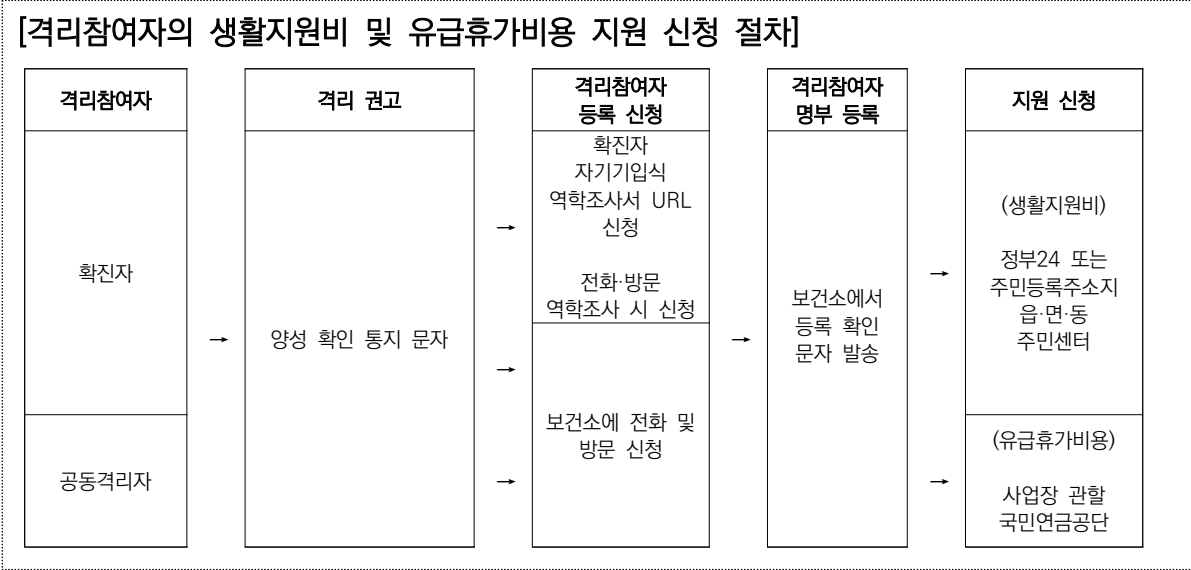 [격리참여자의 생활지원비 및 유급휴가비용 지원 신청 절차]
격리참여자
확진자
공동격리자
→
격리 권고
양성 확인 통지 문자
→
→
→
격리참여자
등록 신청
확진자
자기기입식
역학조사서 URL
신청
전화·방문
역학조사 시 신청
보건소에 전화 및
방문 신청
→
격리참여자
명부 등록
보건소에서
등록 확인
문자 발송
→
→
지원 신청
(생활지원비)
정부24 또는
주민등록주소지
읍·면·동
주민센터
(유급휴가비용)
사업장 관할
국민연금공단